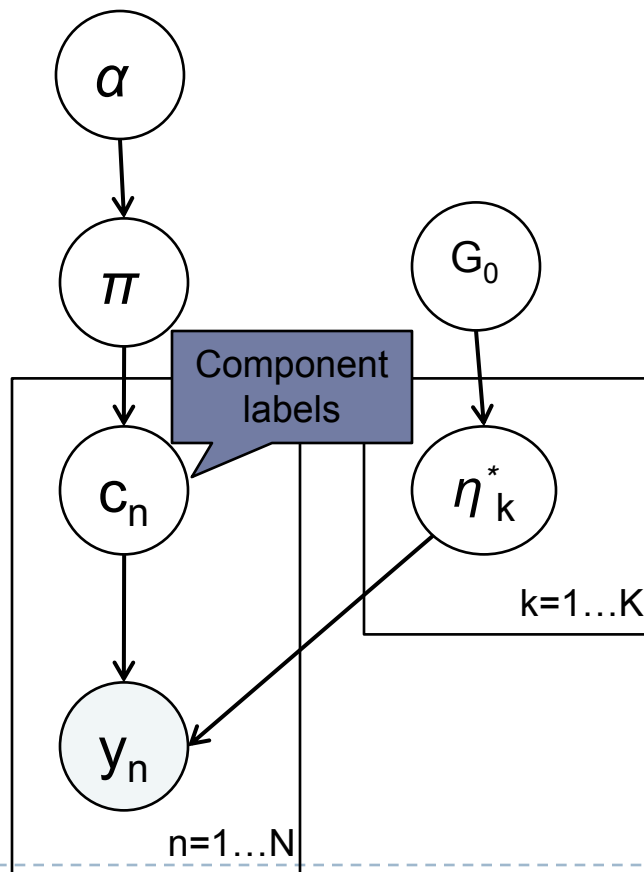 α
π
G₀
Component
labels
cₙ
η*ₖ
k=1…K
yₙ
n=1…N